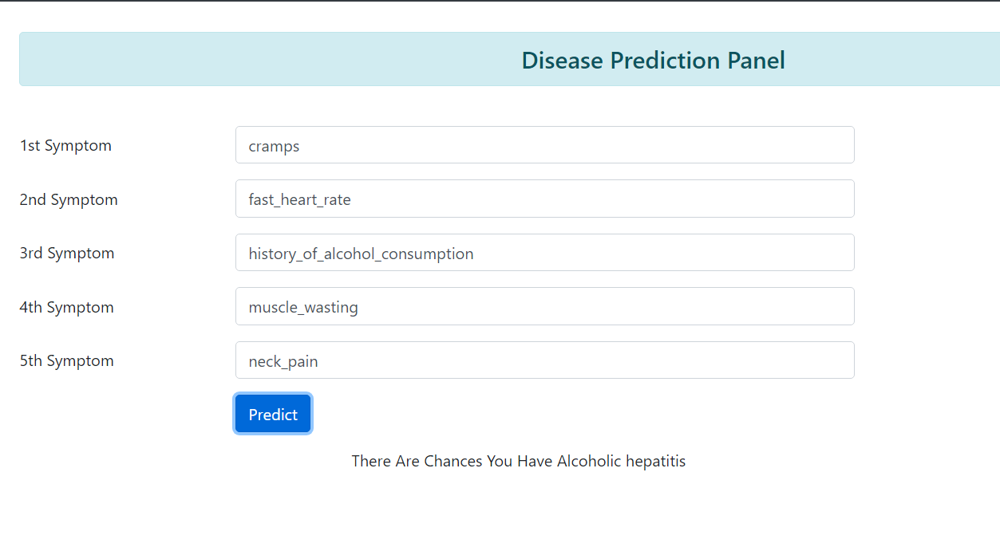 Disease Prediction Panel
1st Symptom cramps
2nd Symptom fast_heart_rate
3rd Symptom history_of_alcohol_consumption
4th Symptom muscle_wasting
5th Symptom neck_pain
Predict
There Are Chances You Have Alcoholic hepatitis